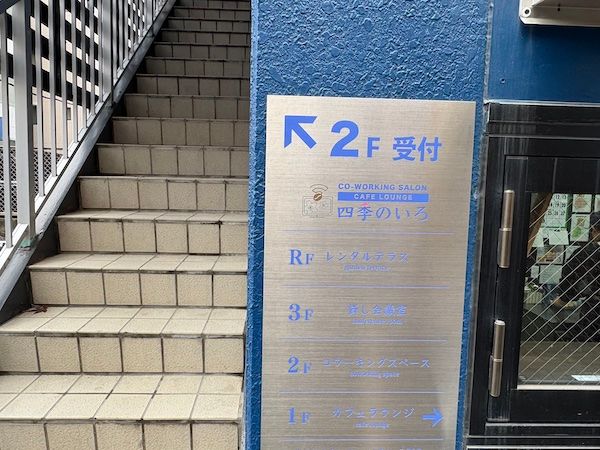 2F 受付
CO-WORKING SALON
CAFE LOUNGE
四季のいろ
RF レンタルテラス
3F 貸し会議室
2F コワーキングスペース
1F カフェラウンジ
cafe lounge